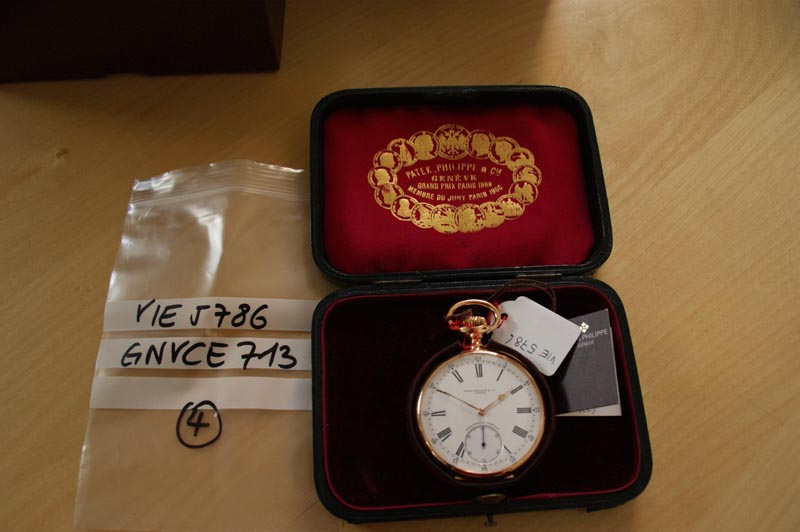 PATEK, PHILIPPE & CIE
GENÈVE
GRAND PRIX PARIS 1889
MEMBRE DU JURY PARIS 1900
VIE 5786
GNVCE 713
4
VIE 5786
PHILIPPE
GENEVE